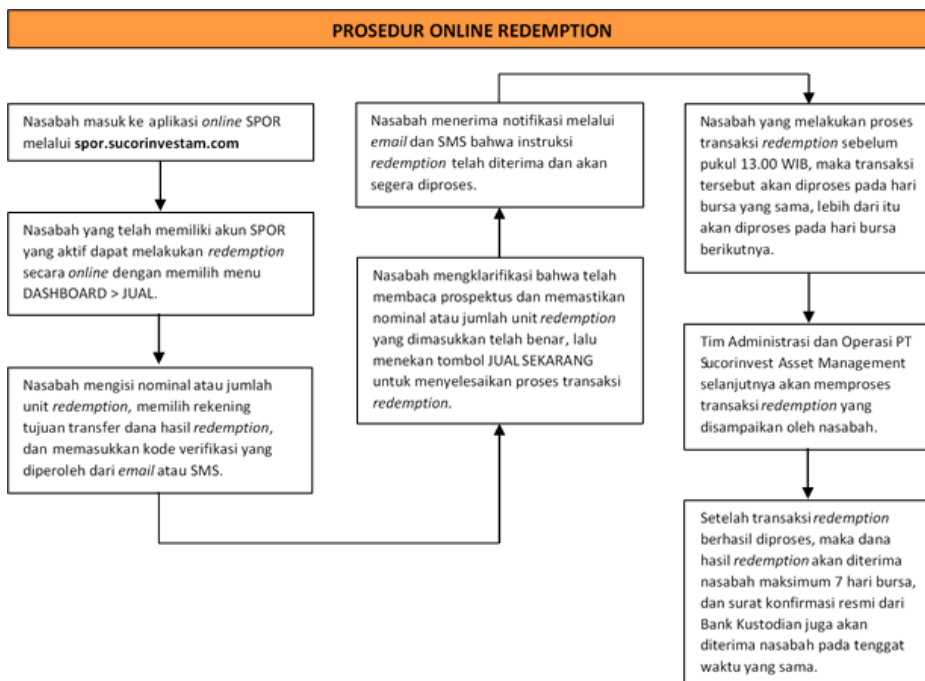 PROSEDUR ONLINE REDEMPTION
Nasabah masuk ke aplikasi online SPOR
melalui spor.sucorinvestam.com
Nasabah yang telah memiliki akun SPOR
yang aktif dapat melakukan redemption
secara online dengan memilih menu
DASHBOARD > JUAL.
Nasabah mengisi nominal atau jumlah
unit redemption, memilih rekening
tujuan transfer dana hasil redemption,
dan memasukkan kode verifikasi yang
diperoleh dari email atau SMS.
Nasabah mengklarifikasi bahwa telah
membaca prospektus dan memastikan
nominal atau jumlah unit redemption
yang dimasukkan telah benar, lalu
menekan tombol JUAL SEKARANG
untuk menyelesaikan proses transaksi
redemption.
Nasabah menerima notifikasi melalui
email dan SMS bahwa instruksi
redemption telah diterima dan akan
segera diproses.
Nasabah yang melakukan proses
transaksi redemption sebelum
pukul 13.00 WIB, maka transaksi
tersebut akan diproses pada hari
bursa yang sama, lebih dari itu
akan diproses pada hari bursa
berikutnya.
Tim Administrasi dan Operasi PT
Sucorinvest Asset Management
selanjutnya akan memproses
transaksi redemption yang
disampaikan oleh nasabah.
Setelah transaksi redemption
berhasil diproses, maka dana
hasil redemption akan diterima
nasabah maksimum 7 hari bursa,
dan surat konfirmasi resmi dari
Bank Kustodian juga akan
diterima nasabah pada tenggat
waktu yang sama.